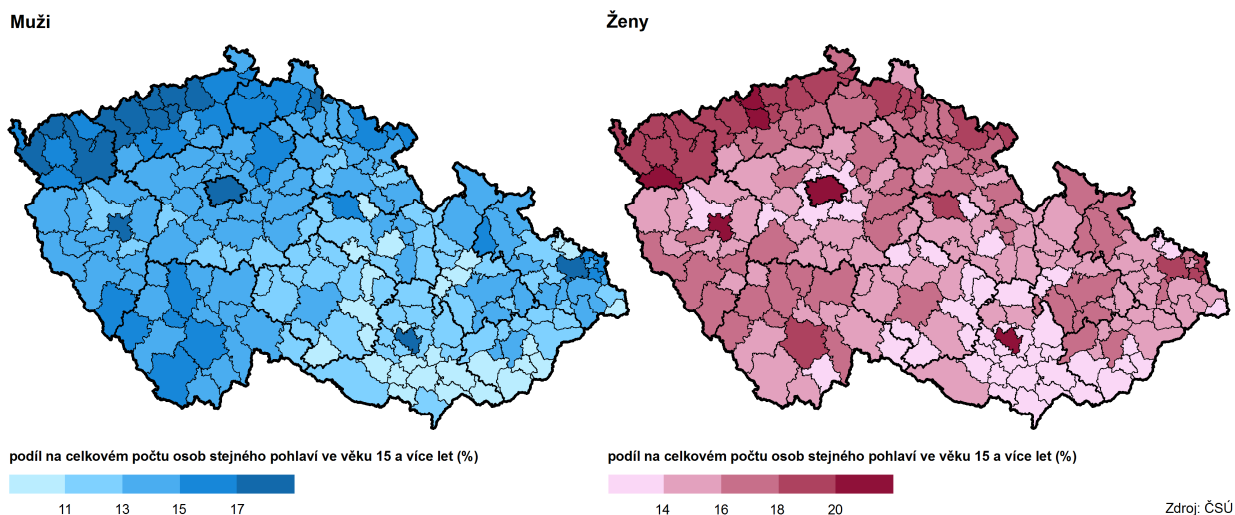 Muži
Ženy
podíl na celkovém počtu osob stejného pohlaví ve věku 15 a více let (%)
11 13 15 17
podíl na celkovém počtu osob stejného pohlaví ve věku 15 a více let (%)
14 16 18 20
Zdroj: ČSÚ